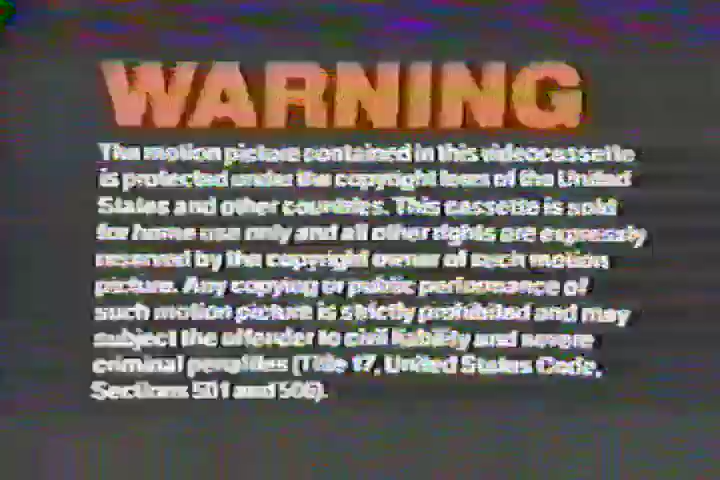 WARNING
The motion picture contained in this videocassette
is protected under the copyright laws of the United
States and other countries. This cassette is sold
for home use only and all other rights are expressly
reserved by the copyright owner of such motion
picture. Any copying or public performance of
such motion picture is strictly prohibited and may
subject the offender to civil liability and severe
criminal penalties (Title 17, United States Code,
Sections 501 and 506).